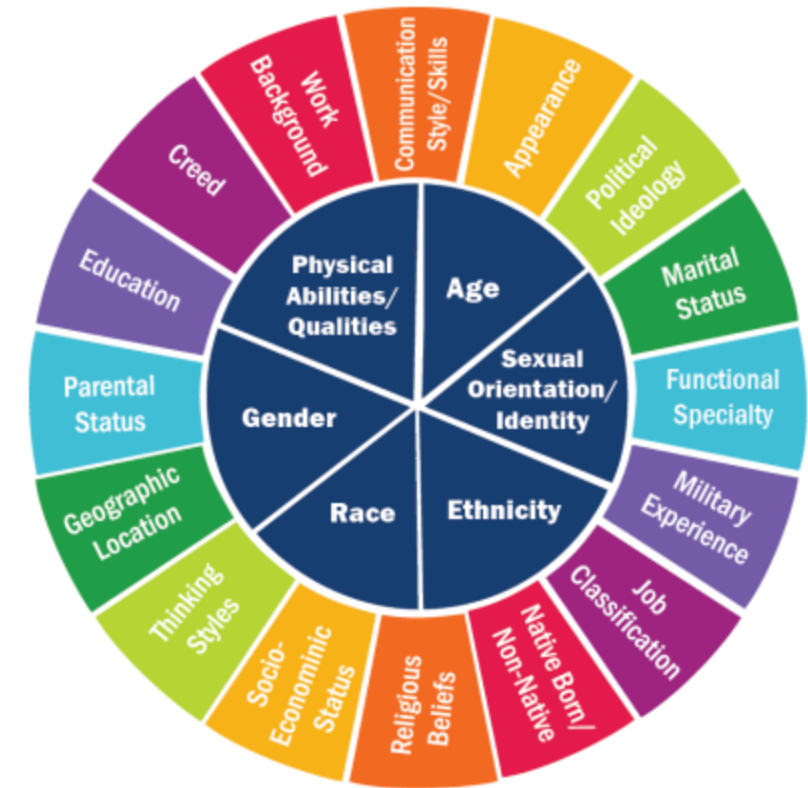 Communication
Style/Skills
Appearance
Political
Ideology
Marital
Status
Functional
Specialty
Military
Experience
Job
Classification
Native Born/
Non-Native
Religious
Beliefs
Socio-
Econominic
Status
Thinking
Styles
Geographic
Location
Parental
Status
Education
Creed
Work
Background
Physical
Abilities/
Qualities
Age
Sexual
Orientation/
Identity
Ethnicity
Race
Gender